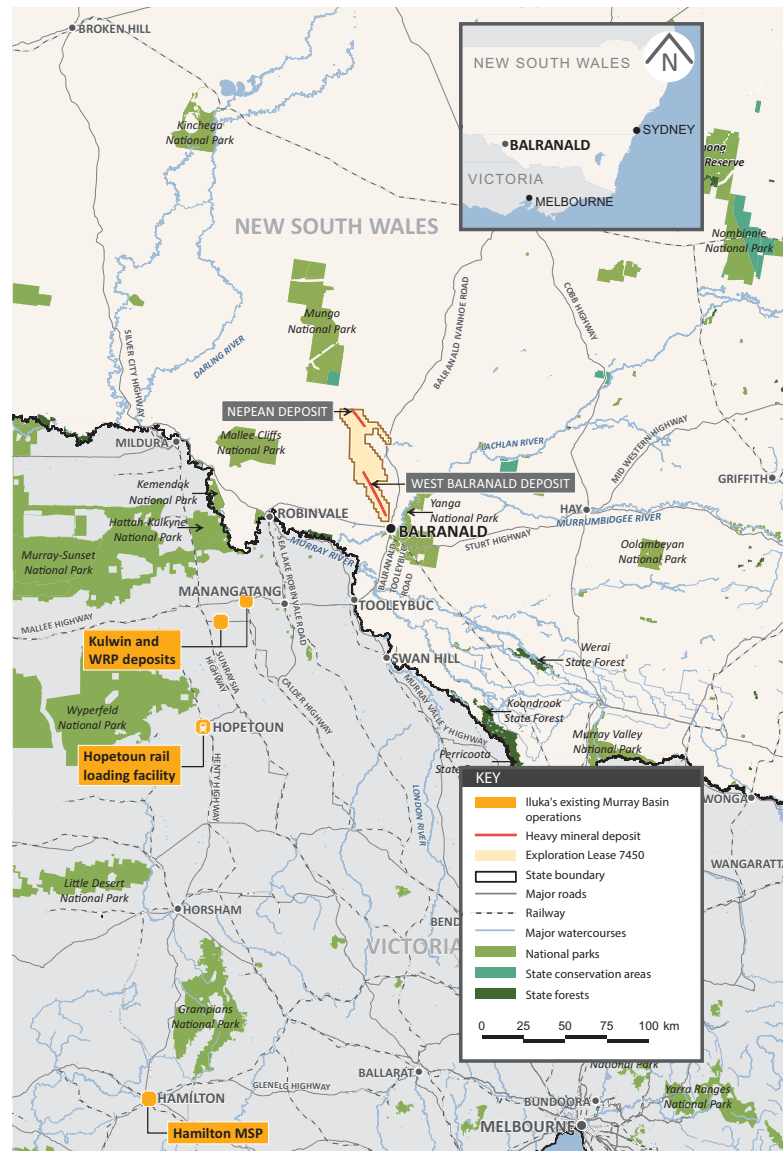 BROKEN HILL
NEW SOUTH WALES
N
SYDNEY
BALRANALD
VICTORIA
MELBOURNE
Kinchega
National Park
Reserve
Nombinnie
National Park
NEW SOUTH WALES
Mungo
National Park
BALRANALD IVANHOE ROAD
COBB HIGHWAY
SILVER CITY HIGHWAY
DARLING RIVER
NEPEAN DEPOSIT
Mallee Cliffs
National Park
MILDURA
LACHLAN RIVER
MID WESTERN HIGHWAY
WEST BALRANALD DEPOSIT
GRIFFITH
Kemendok
National Park
Hattah-Kalkyne
National Park
ROBINVALE
Yanga
National Park
HAY
MURRUMBIDGEE RIVER
BALRANALD
STURT HIGHWAY
Murray-Sunset
National Park
MURRAY RIVER
BALRANALD
TOOLEYBUC
ROAD
Oolambeyan
National Park
SEA LAKE ROBINVALE ROAD
MANANGATANG
TOOLEYBUC
MALLEE HIGHWAY
Kulwin and
WRP deposits
SUNRAYSIA
HIGHWAY
SWAN HILL
Werai
State Forest
CALDER HIGHWAY
MURRAY VALLEY HIGHWAY
Koondrook
State Forest
Wyperfeld
National Park
HOPETOUN
Murray Valley
National Park
Perricoota
Hopetoun rail
loading facility
HENTY HIGHWAY
LONDON RIVER
KEY
Iluka's existing Murray Basin
operations
Heavy mineral deposit
Exploration Lease 7450
State boundary
Major roads
Railway
Major watercourses
National parks
State conservation areas
State forests
0 25 50 75 100 km
WONGA
WANGARATTA
Little Desert
National Park
HORSHAM
BEND
VICTORIA
Grampians
National Park
BALLARAT
National Park
HAMILTON
GLENELG HIGHWAY
BUNDOORA
Yarra Ranges
National Park
MELBOURNE
Hamilton MSP